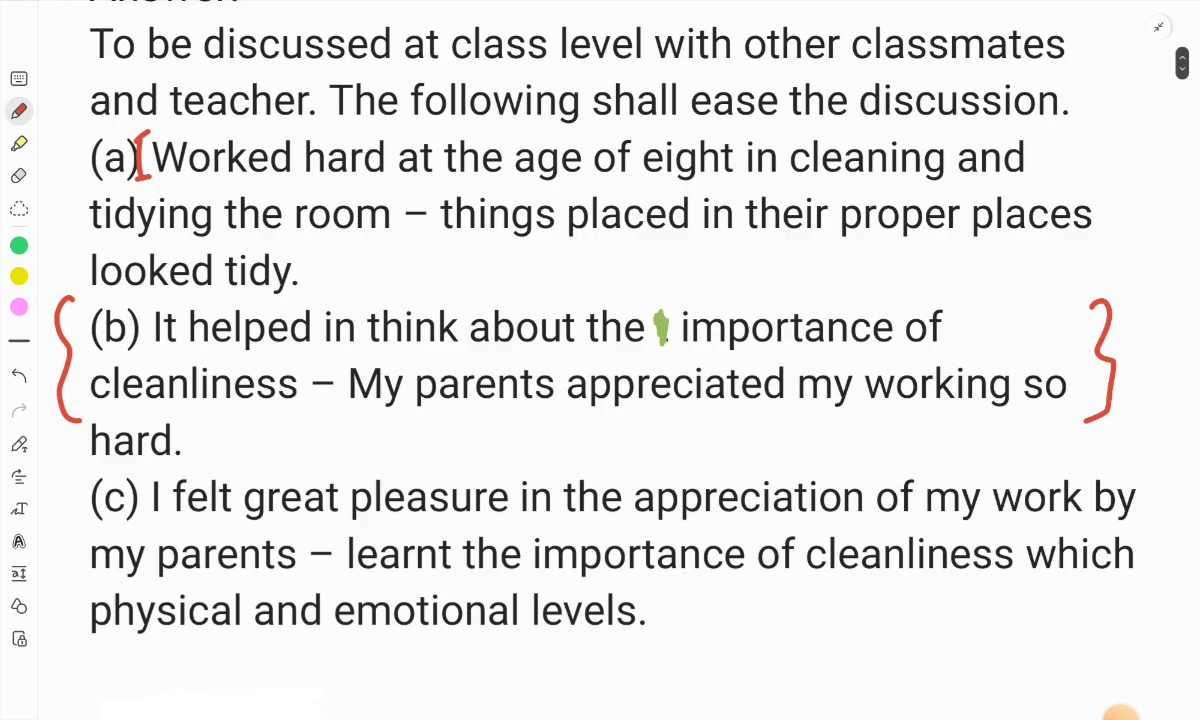 To be discussed at class level with other classmates
and teacher. The following shall ease the discussion.
(a) Worked hard at the age of eight in cleaning and
tidying the room – things placed in their proper places
looked tidy.
(b) It helped in think about the importance of
cleanliness – My parents appreciated my working so
hard.
(c) I felt great pleasure in the appreciation of my work by
my parents – learnt the importance of cleanliness which
physical and emotional levels.